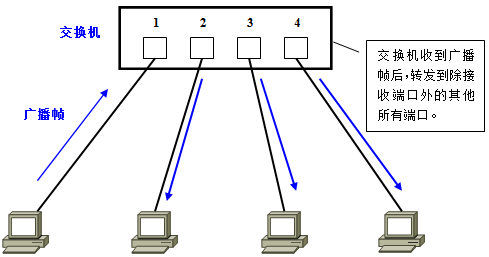 交换机
1 2 3 4
交换机收到广播
帧后，转发到除接
收端口外的其他
所有端口。
广播帧